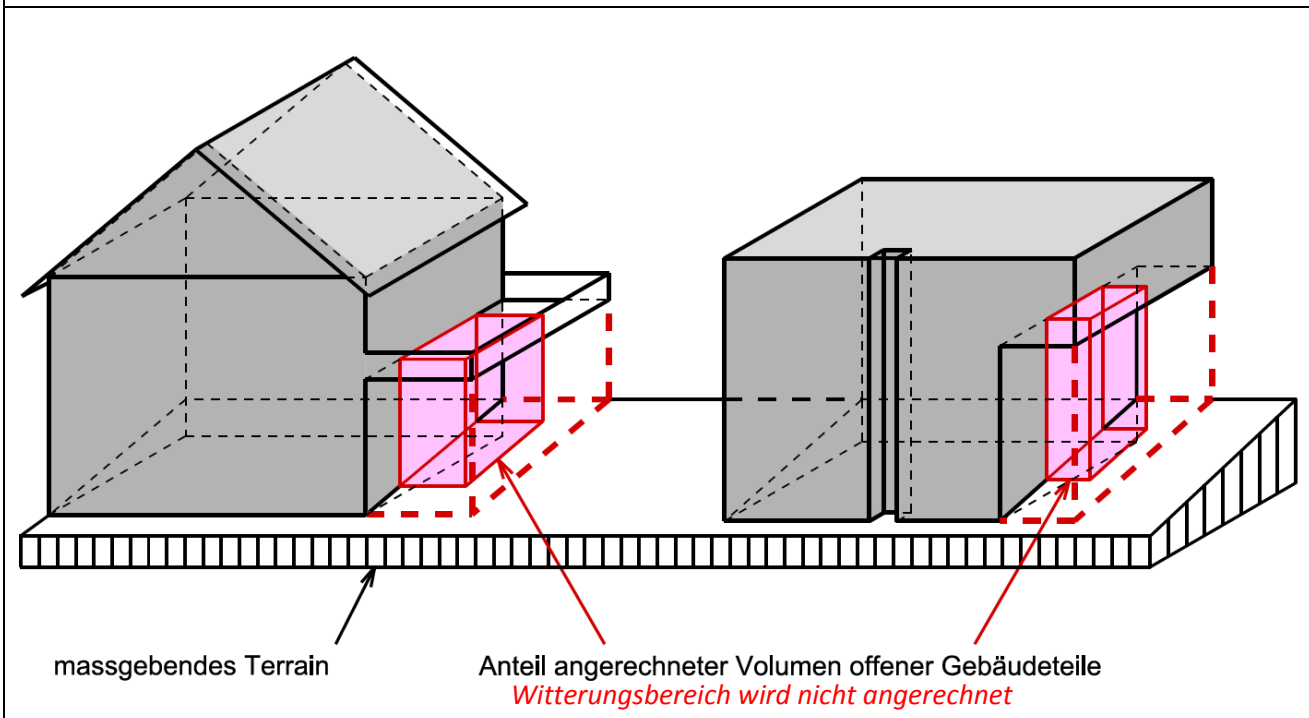 massgebendes Terrain
Anteil angerechneter Volumen offener Gebäudeteile
Witterungsbereich wird nicht angerechnet